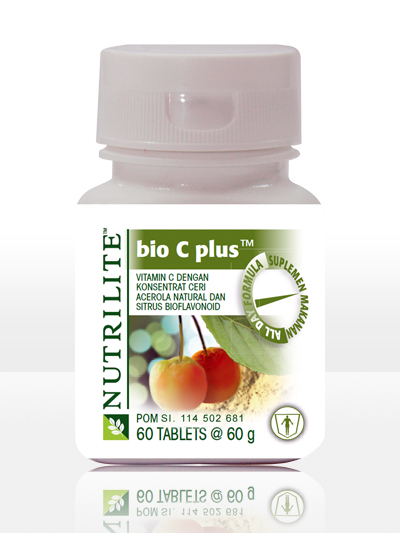 NUTRILITE™
bio C plus™
VITAMIN C DENGAN
KONSENTRAT CERI
ACEROLA NATURAL DAN
SITRUS BIOFLAVONOID
ALL DAY FORMULA SUPLEMEN MAKANAN
POM SI. 114 502 681
60 TABLETS @ 60 g